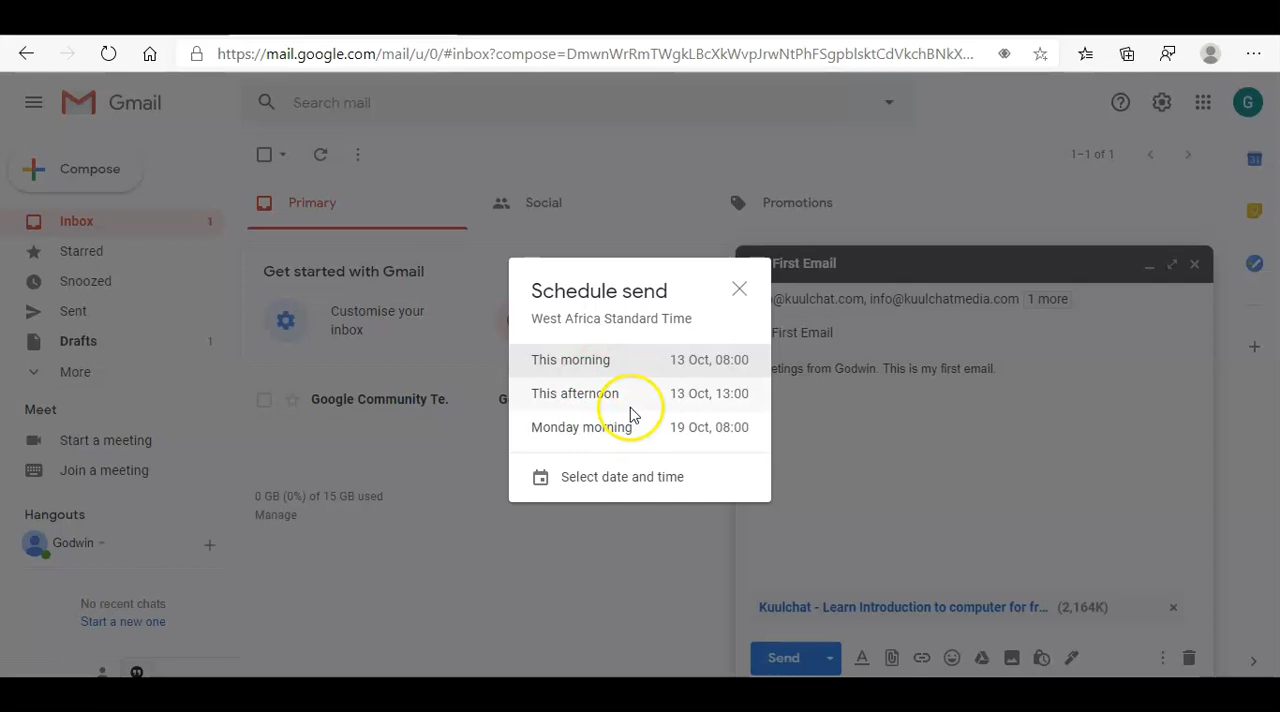 https://mail.google.com/mail/u/0/#inbox?compose=DmwnWrRmTWgkLBcXkWvpJrwNtPhFSgpblsktCdVkchBNkX...
Gmail
Search mail
G
Compose
1–1 of 1
31
Inbox 1
Primary
Social
Promotions
Starred
Snoozed
Sent
Drafts 1
More
Get started with Gmail
Customise your
inbox
First Email
@kuulchat.com, info@kuulchatmedia.com 1 more
First Email
etings from Godwin. This is my first email.
Schedule send
West Africa Standard Time
This morning 13 Oct, 08:00
This afternoon 13 Oct, 13:00
Monday morning 19 Oct, 08:00
Select date and time
Google Community Te.
Meet
Start a meeting
Join a meeting
0 GB (0%) of 15 GB used
Manage
Hangouts
Godwin
No recent chats
Start a new one
Kuulchat - Learn Introduction to computer for fr... (2,164K)
Send